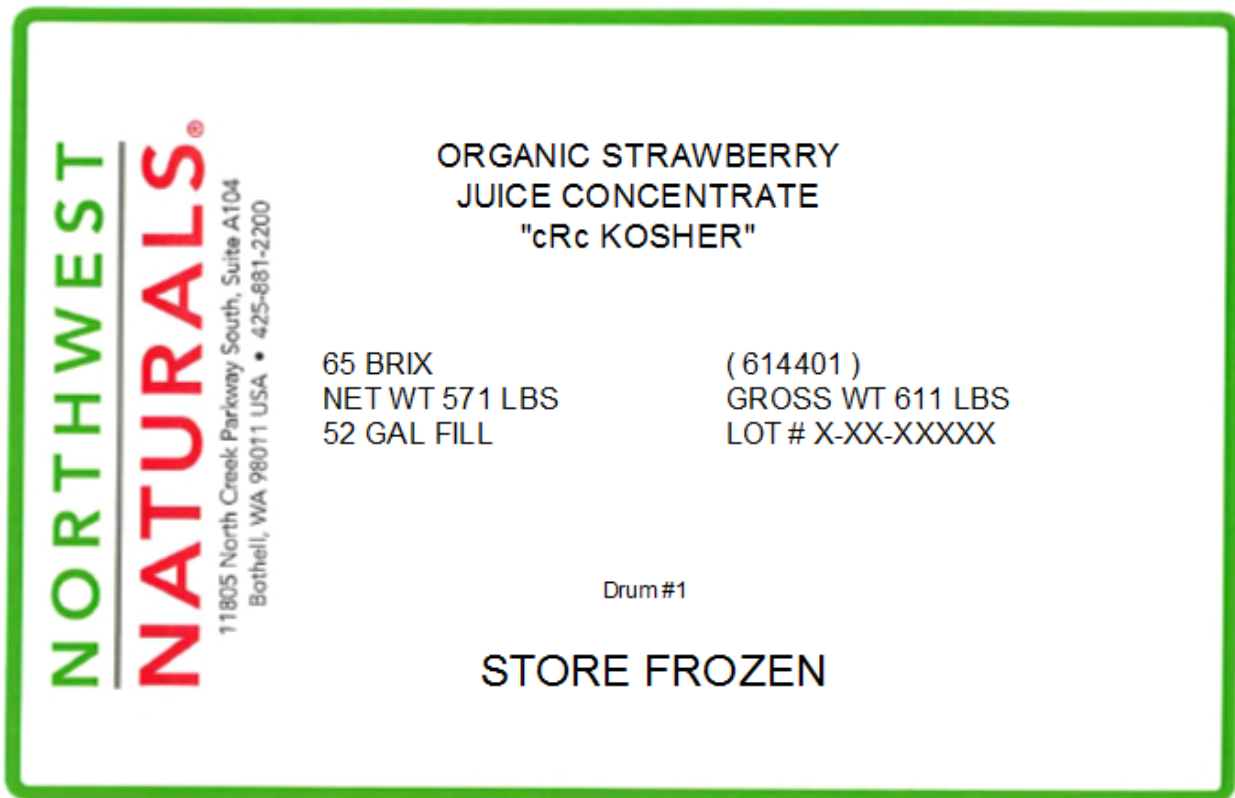 NORTHWEST
NATURALS®
11805 North Creek Parkway South, Suite A104
Bothell, WA 98011 USA • 425-881-2200
ORGANIC STRAWBERRY
JUICE CONCENTRATE
"cRc KOSHER"
65 BRIX
NET WT 571 LBS
52 GAL FILL
( 614401 )
GROSS WT 611 LBS
LOT # X-XX-XXXXX
Drum #1
STORE FROZEN